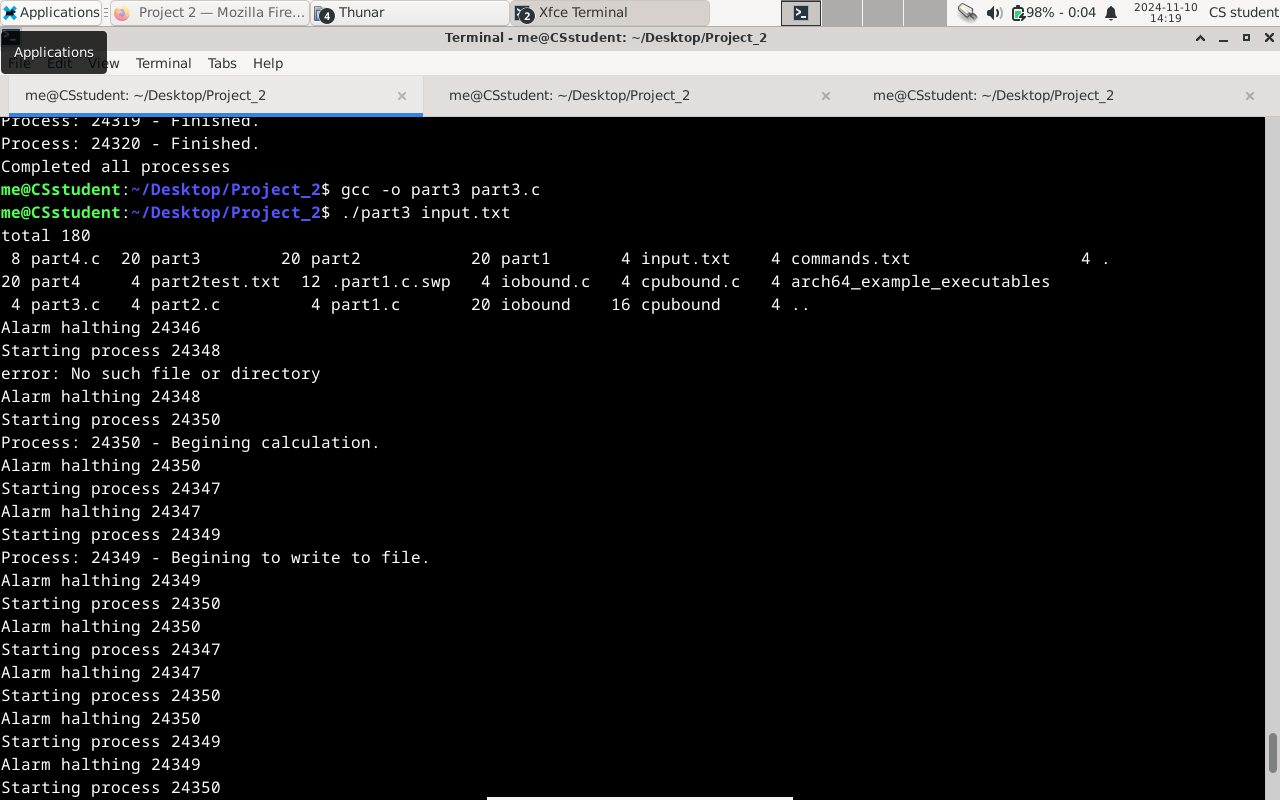 Applications Project 2 — Mozilla Fire... 4 Thunar 2 Xfce Terminal 98% - 0:04 2024-11-10 14:19 CS student
Terminal - me@CSstudent: ~/Desktop/Project_2
Applications
File Edit View Terminal Tabs Help
me@CSstudent: ~/Desktop/Project_2 me@CSstudent: ~/Desktop/Project_2 me@CSstudent: ~/Desktop/Project_2
Process: 24319 - Finished.
Process: 24320 - Finished.
Completed all processes
me@CSstudent:~/Desktop/Project_2$ gcc -o part3 part3.c
me@CSstudent:~/Desktop/Project_2$ ./part3 input.txt
total 180
8 part4.c 20 part3 20 part2 20 part1 4 input.txt 4 commands.txt 4 .
20 part4 4 part2test.txt 12 .part1.c.swp 4 iobound.c 4 cpubound.c 4 arch64_example_executables
4 part3.c 4 part2.c 4 part1.c 20 iobound 16 cpubound 4 ..
Alarm halthing 24346
Starting process 24348
error: No such file or directory
Alarm halthing 24348
Starting process 24350
Process: 24350 - Begining calculation.
Alarm halthing 24350
Starting process 24347
Alarm halthing 24347
Starting process 24349
Process: 24349 - Begining to write to file.
Alarm halthing 24349
Starting process 24350
Alarm halthing 24350
Starting process 24347
Alarm halthing 24347
Starting process 24350
Alarm halthing 24350
Starting process 24349
Alarm halthing 24349
Starting process 24350